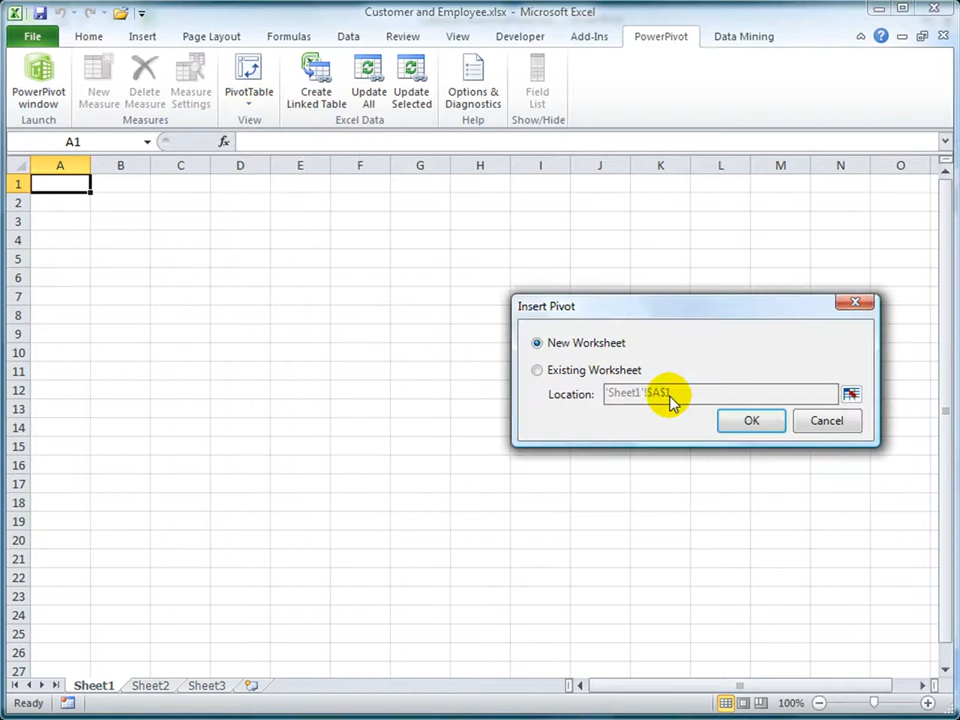 Customer and Employee.xlsx - Microsoft Excel
File Home Insert Page Layout Formulas Data Review View Developer Add-Ins PowerPivot Data Mining
PowerPivot window
New Measure
Delete Measure
Measure Settings
PivotTable
Create Linked Table
Update All
Update Selected
Options & Diagnostics
Field List
Launch Measures View Excel Data Help Show/Hide
A1 fx
A B C D E F G H I J K L M N O
1
2
3
4
5
6
7
8
9
10
11
12
13
14
15
16
17
18
19
20
21
22
23
24
25
26
27
Insert Pivot
New Worksheet
Existing Worksheet
Location: 'Sheet1'!$A$1
OK Cancel
Sheet1 Sheet2 Sheet3
Ready 100%